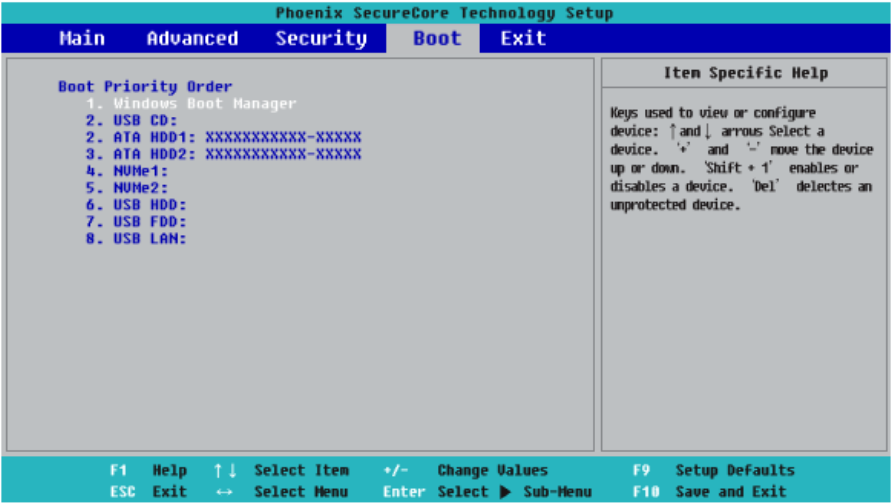 Phoenix SecureCore Technology Setup
Main Advanced Security Boot Exit
Boot Priority Order
1. Windows Boot Manager
2. USB CD:
2. ATA HDD1: XXXXXXXXXXX-XXXXX
3. ATA HDD2: XXXXXXXXXXX-XXXXX
4. NVMe1:
5. NVMe2:
6. USB HDD:
7. USB FDD:
8. USB LAN:
Item Specific Help
Keys used to view or configure
device: ↑and↓ arrous Select a
device. '+' and '-' move the device
up or down. 'Shift + 1' enables or
disables a device. 'Del' delectes an
unprotected device.
F1 Help ↑↓ Select Item +/- Change Values F9 Setup Defaults
ESC Exit ↔ Select Menu Enter Select ▶ Sub-Menu F10 Save and Exit